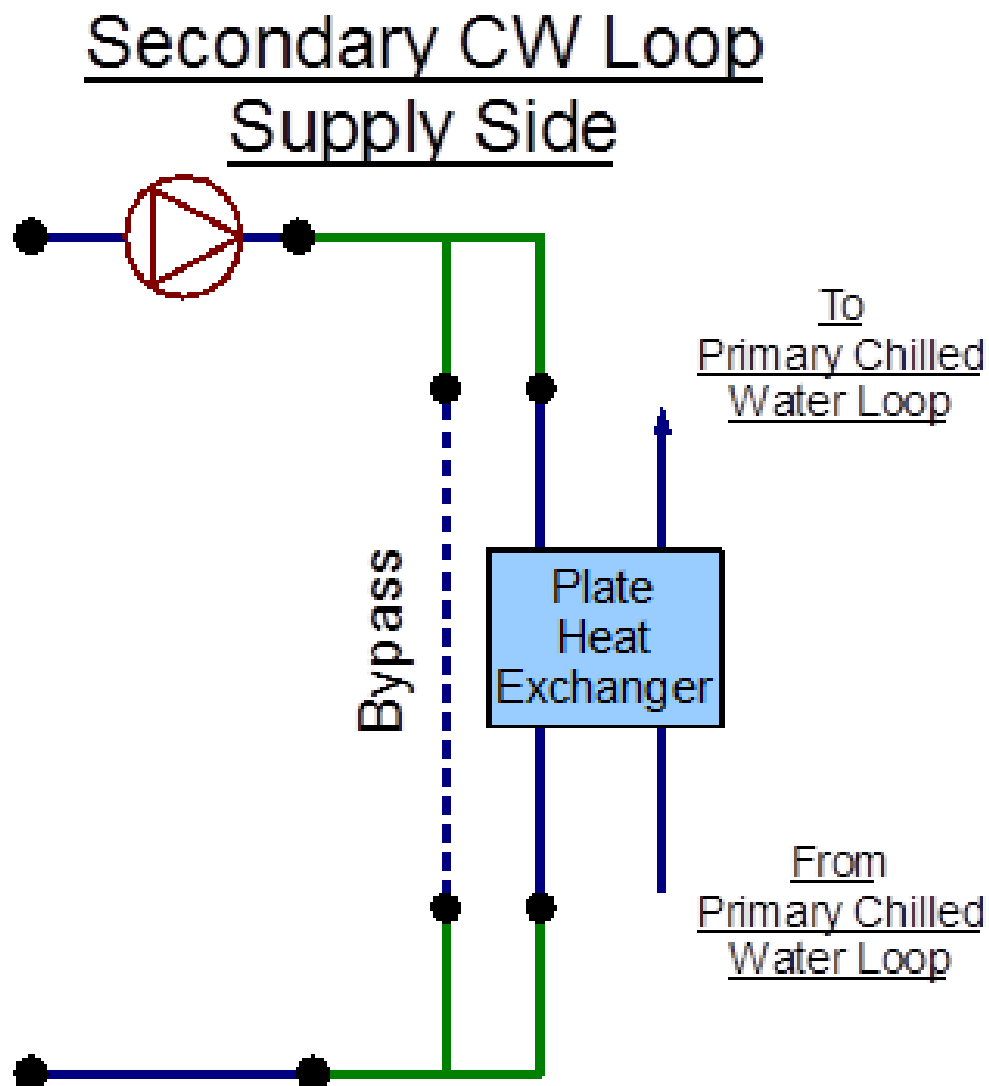 Secondary CW Loop
Supply Side
To
Primary Chilled
Water Loop
Bypass
Plate
Heat
Exchanger
From
Primary Chilled
Water Loop